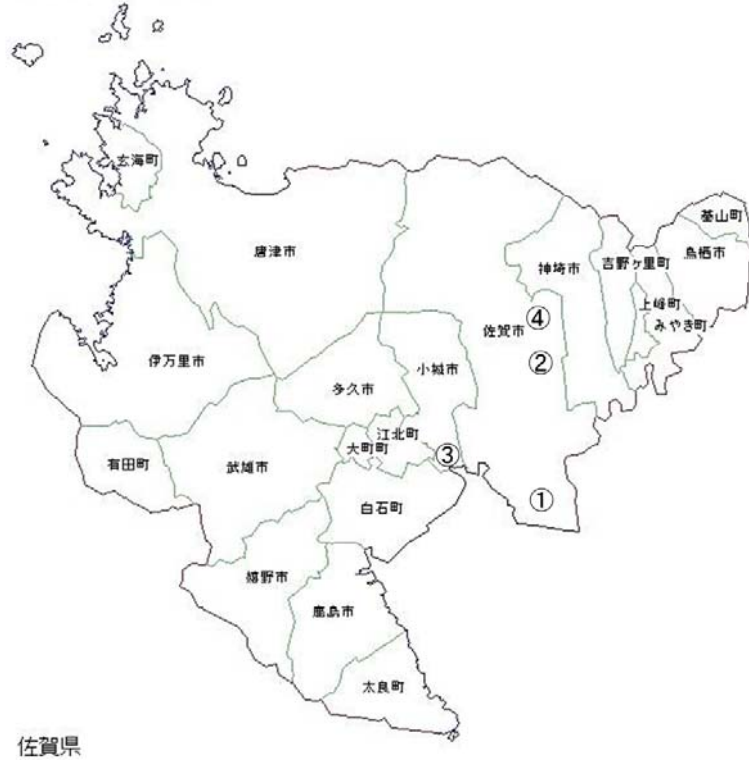 玄海町
唐津市
基山町
鳥栖市
吉野ヶ里町
神埼市
上峰町
みやき町
④
佐賀市
②
伊万里市
小城市
多久市
江北町
大町町
③
有田町
武雄市
白石町
①
嬉野市
鹿島市
太良町
佐賀県